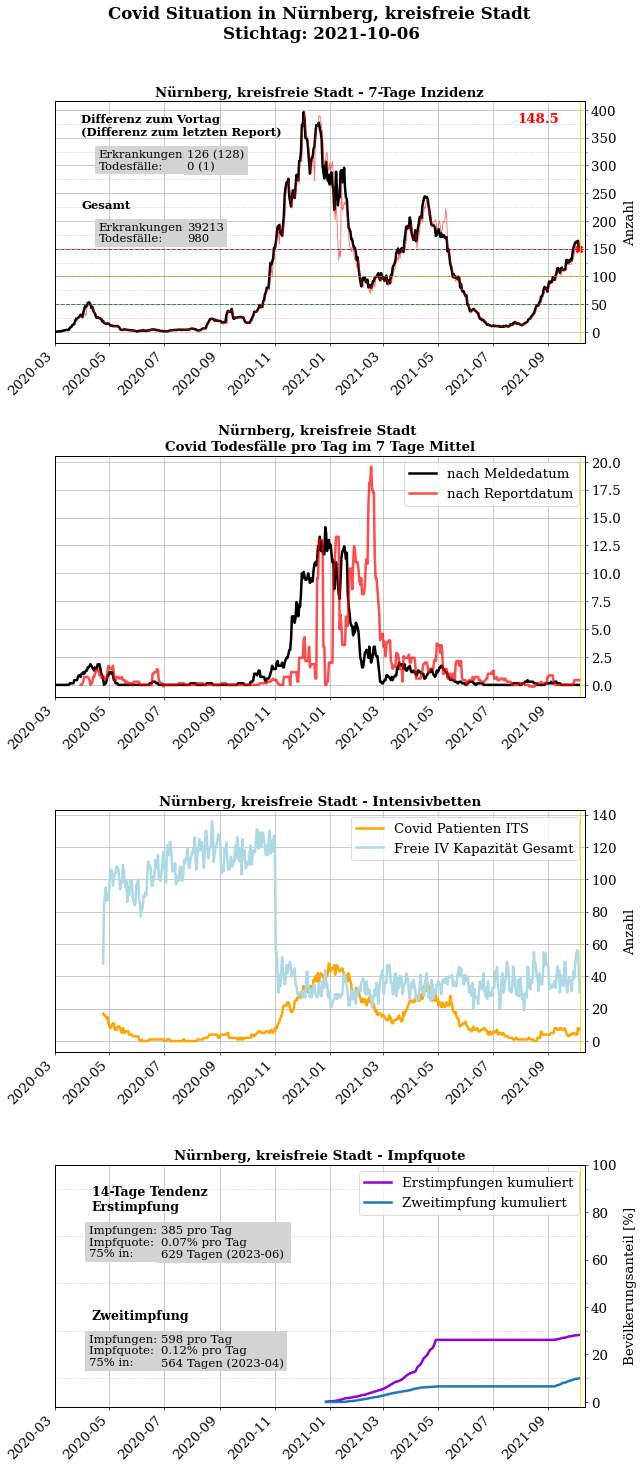 Covid Situation in Nürnberg, kreisfreie Stadt
Stichtag: 2021-10-06
Nürnberg, kreisfreie Stadt - 7-Tage Inzidenz
Differenz zum Vortag
(Differenz zum letzten Report)
Erkrankungen 126 (128)
Todesfälle: 0 (1)
Gesamt
Erkrankungen 39213
Todesfälle: 980
148.5
400
350
300
250
200
150
100
50
0
Anzahl
2020-03 2020-05 2020-07 2020-09 2020-11 2021-01 2021-03 2021-05 2021-07 2021-09
Nürnberg, kreisfreie Stadt
Covid Todesfälle pro Tag im 7 Tage Mittel
nach Meldedatum
nach Reportdatum
20.0
17.5
15.0
12.5
10.0
7.5
5.0
2.5
0.0
2020-03 2020-05 2020-07 2020-09 2020-11 2021-01 2021-03 2021-05 2021-07 2021-09
Nürnberg, kreisfreie Stadt - Intensivbetten
Covid Patienten ITS
Freie IV Kapazität Gesamt
140
120
100
80
60
40
20
0
Anzahl
2020-03 2020-05 2020-07 2020-09 2020-11 2021-01 2021-03 2021-05 2021-07 2021-09
Nürnberg, kreisfreie Stadt - Impfquote
14-Tage Tendenz
Erstimpfung
Impfungen: 385 pro Tag
Impfquote: 0.07% pro Tag
75% in: 629 Tagen (2023-06)
Zweitimpfung
Impfungen: 598 pro Tag
Impfquote: 0.12% pro Tag
75% in: 564 Tagen (2023-04)
Erstimpfungen kumuliert
Zweitimpfung kumuliert
100
80
60
40
20
0
Bevölkerungsanteil [%]
2020-03 2020-05 2020-07 2020-09 2020-11 2021-01 2021-03 2021-05 2021-07 2021-09